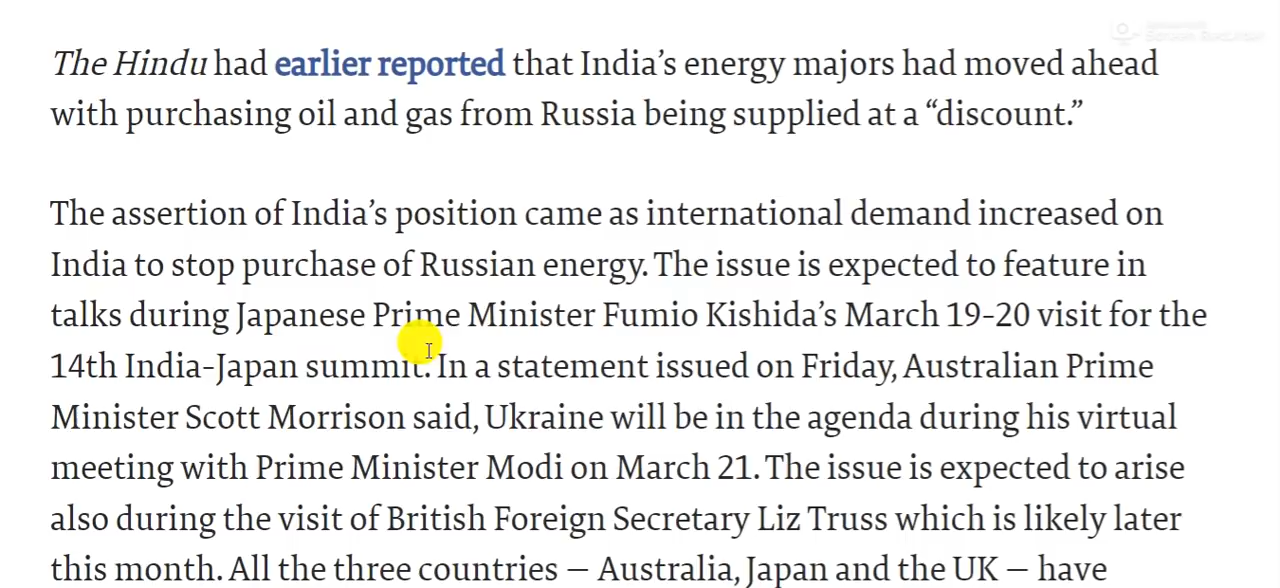 The Hindu had earlier reported that India’s energy majors had moved ahead
with purchasing oil and gas from Russia being supplied at a “discount.”
The assertion of India’s position came as international demand increased on
India to stop purchase of Russian energy. The issue is expected to feature in
talks during Japanese Prime Minister Fumio Kishida’s March 19-20 visit for the
14th India-Japan summit. In a statement issued on Friday, Australian Prime
Minister Scott Morrison said, Ukraine will be in the agenda during his virtual
meeting with Prime Minister Modi on March 21. The issue is expected to arise
also during the visit of British Foreign Secretary Liz Truss which is likely later
this month. All the three countries — Australia, Japan and the UK — have